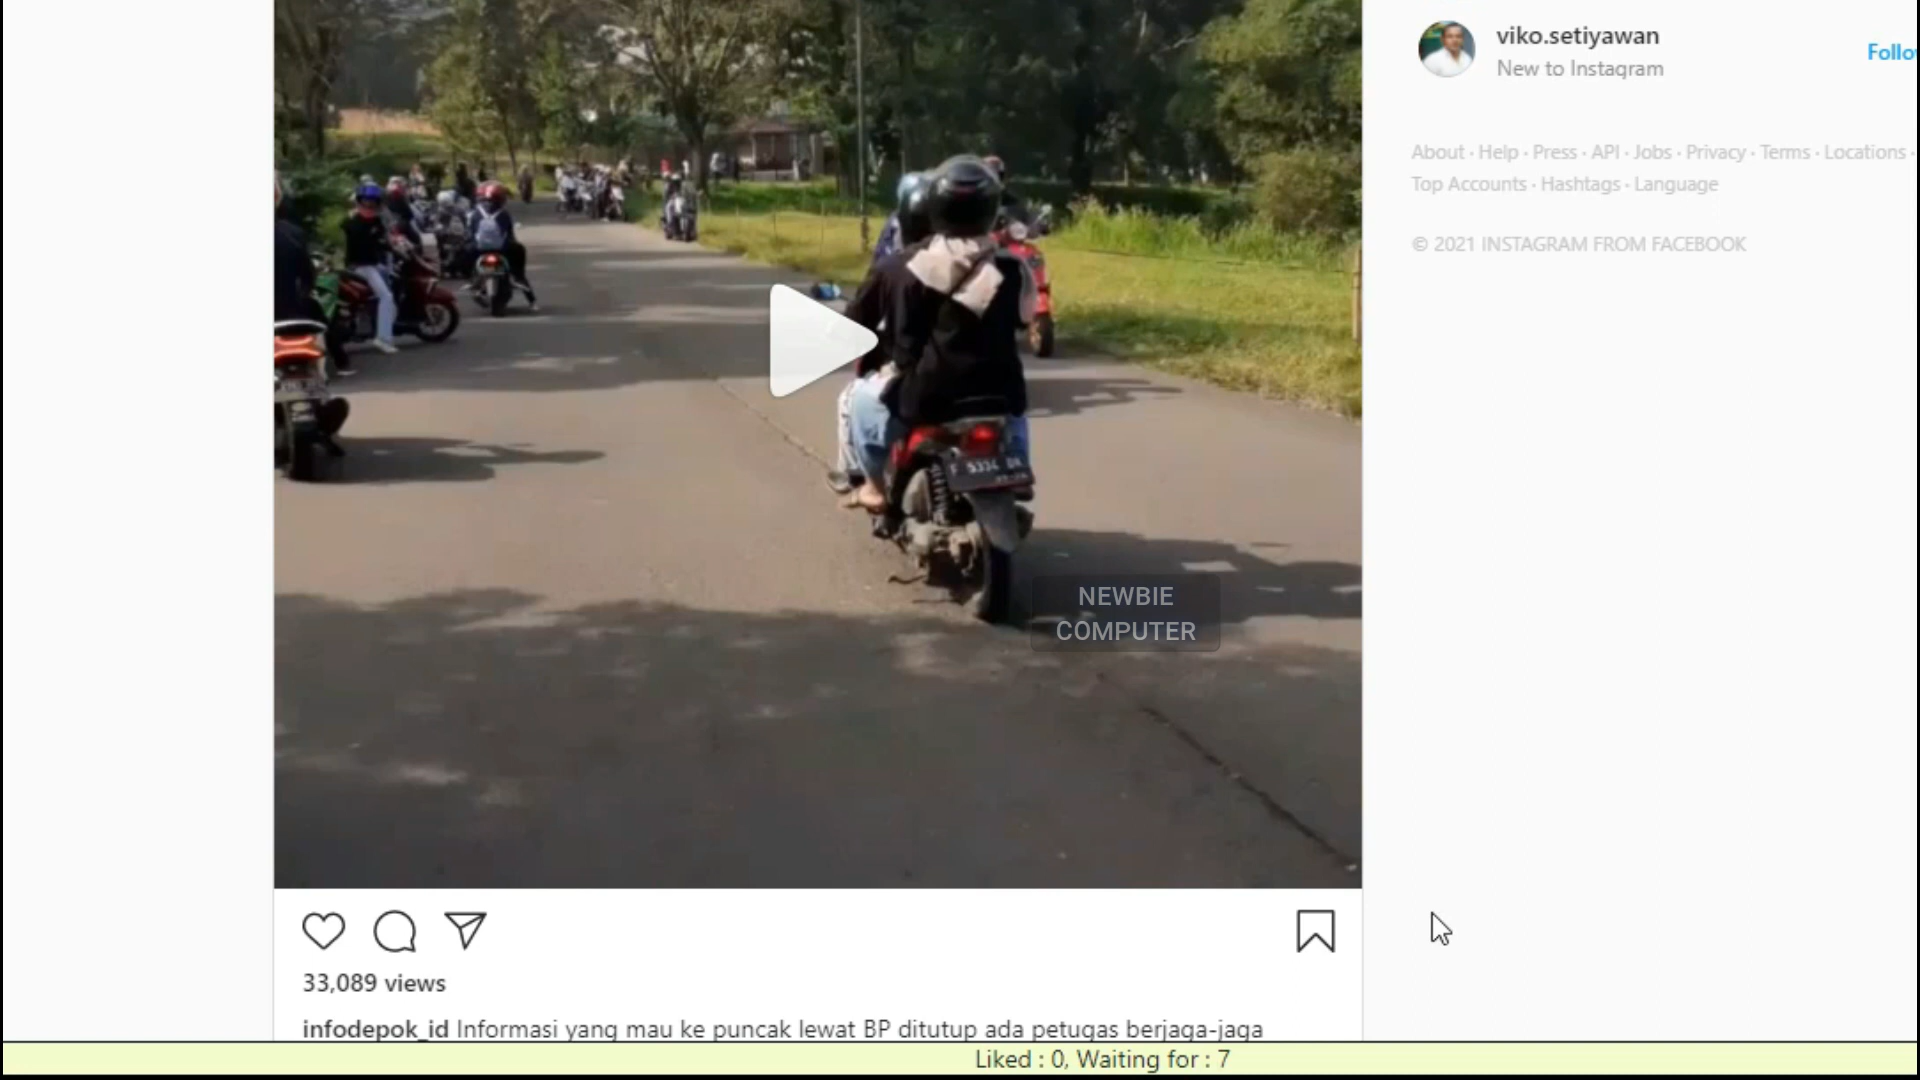 viko.setiyawan
New to Instagram
Follo
About · Help · Press · API · Jobs · Privacy · Terms · Locations ·
Top Accounts · Hashtags · Language
© 2021 INSTAGRAM FROM FACEBOOK
NEWBIE
COMPUTER
33,089 views
infodepok_id Informasi yang mau ke puncak lewat BP ditutup ada petugas berjaga-jaga
Liked : 0, Waiting for : 7